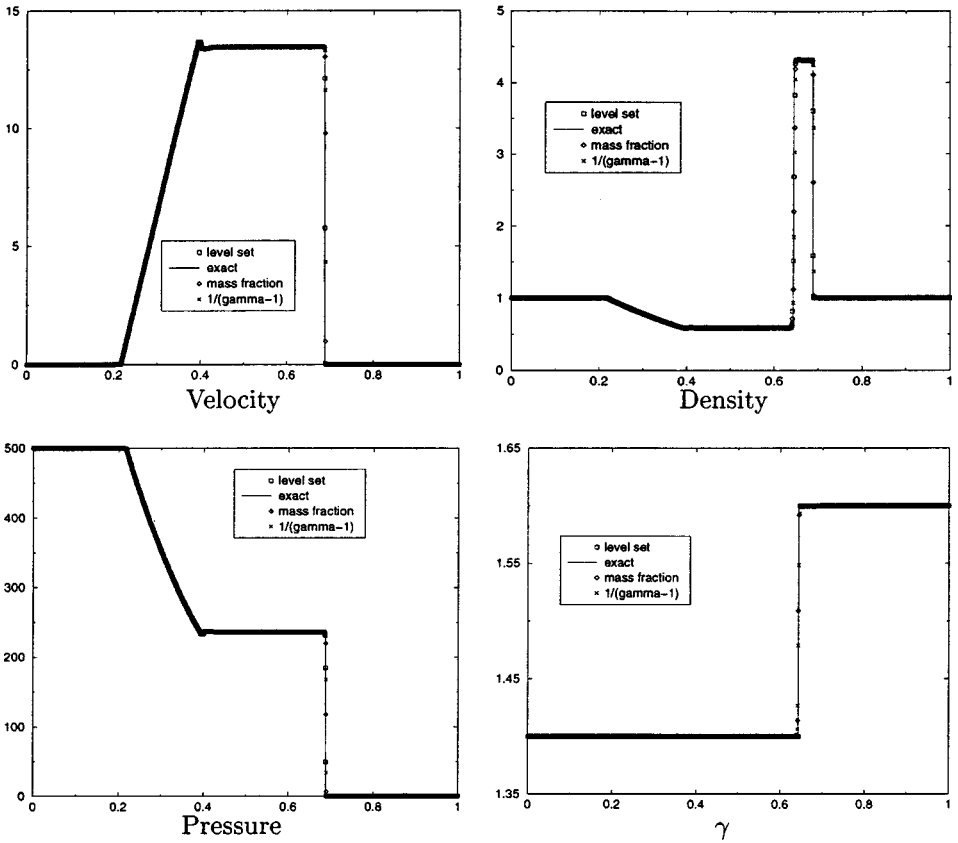 15
10
5
0
0
0.2
0.4
0.6
0.8
1
level set
exact
mass fraction
1/(gamma−1)
Velocity
5
4
3
2
1
0
0
0.2
0.4
0.6
0.8
1
level set
exact
mass fraction
1/(gamma−1)
Density
500
400
300
200
100
0
0
0.2
0.4
0.6
0.8
1
level set
exact
mass fraction
1/(gamma−1)
Pressure
1.65
1.55
1.45
1.35
0
0.2
0.4
0.6
0.8
1
level set
exact
mass fraction
1/(gamma−1)
γ